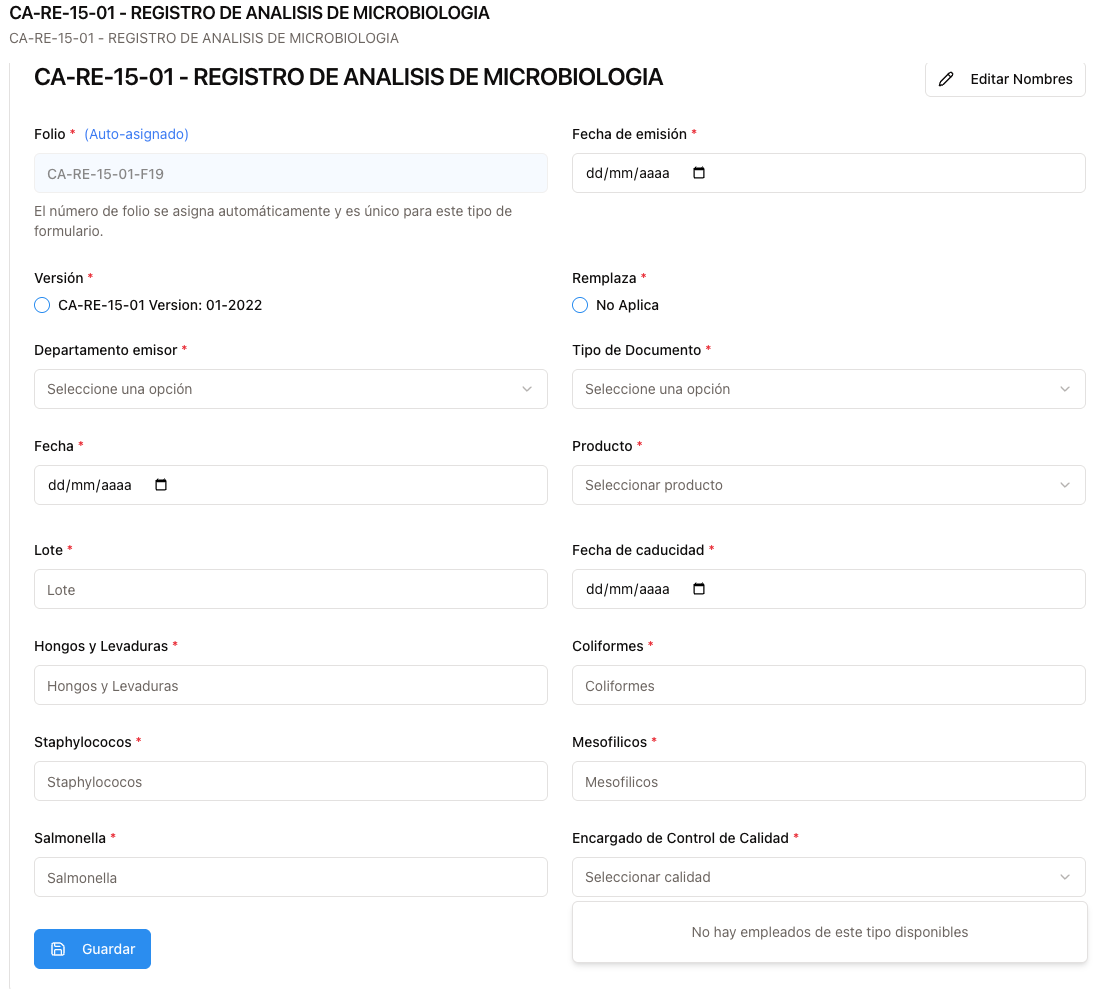 CA-RE-15-01 - REGISTRO DE ANALISIS DE MICROBIOLOGIA
CA-RE-15-01 - REGISTRO DE ANALISIS DE MICROBIOLOGIA
CA-RE-15-01 - REGISTRO DE ANALISIS DE MICROBIOLOGIA
Editar Nombres
Folio * (Auto-asignado)
CA-RE-15-01-F19
El número de folio se asigna automáticamente y es único para este tipo de
formulario.
Fecha de emisión *
dd/mm/aaaa
Versión *
CA-RE-15-01 Version: 01-2022
Remplaza *
No Aplica
Departamento emisor *
Seleccione una opción
Tipo de Documento *
Seleccione una opción
Fecha *
dd/mm/aaaa
Producto *
Seleccionar producto
Lote *
Lote
Fecha de caducidad *
dd/mm/aaaa
Hongos y Levaduras *
Hongos y Levaduras
Coliformes *
Coliformes
Staphylococos *
Staphylococos
Mesofilicos *
Mesofilicos
Salmonella *
Salmonella
Encargado de Control de Calidad *
Seleccionar calidad
No hay empleados de este tipo disponibles
Guardar